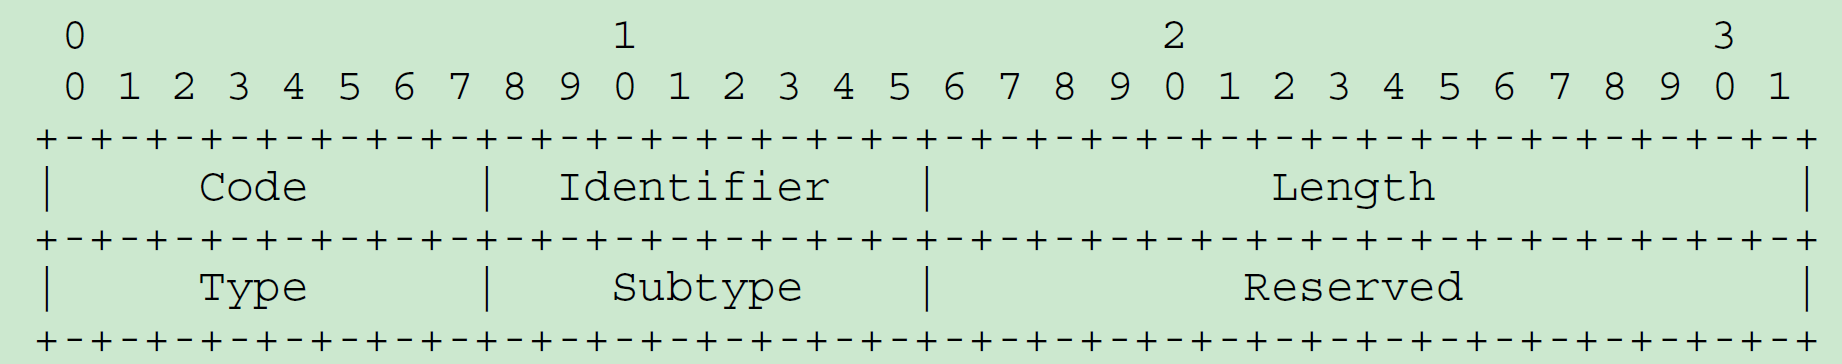 0                   1                   2                   3
0 1 2 3 4 5 6 7 8 9 0 1 2 3 4 5 6 7 8 9 0 1 2 3 4 5 6 7 8 9 0 1
+-+-+-+-+-+-+-+-+-+-+-+-+-+-+-+-+-+-+-+-+-+-+-+-+-+-+-+-+-+-+-+-+
|     Code      |  Identifier   |            Length             |
+-+-+-+-+-+-+-+-+-+-+-+-+-+-+-+-+-+-+-+-+-+-+-+-+-+-+-+-+-+-+-+-+
|     Type      |    Subtype    |           Reserved            |
+-+-+-+-+-+-+-+-+-+-+-+-+-+-+-+-+-+-+-+-+-+-+-+-+-+-+-+-+-+-+-+-+